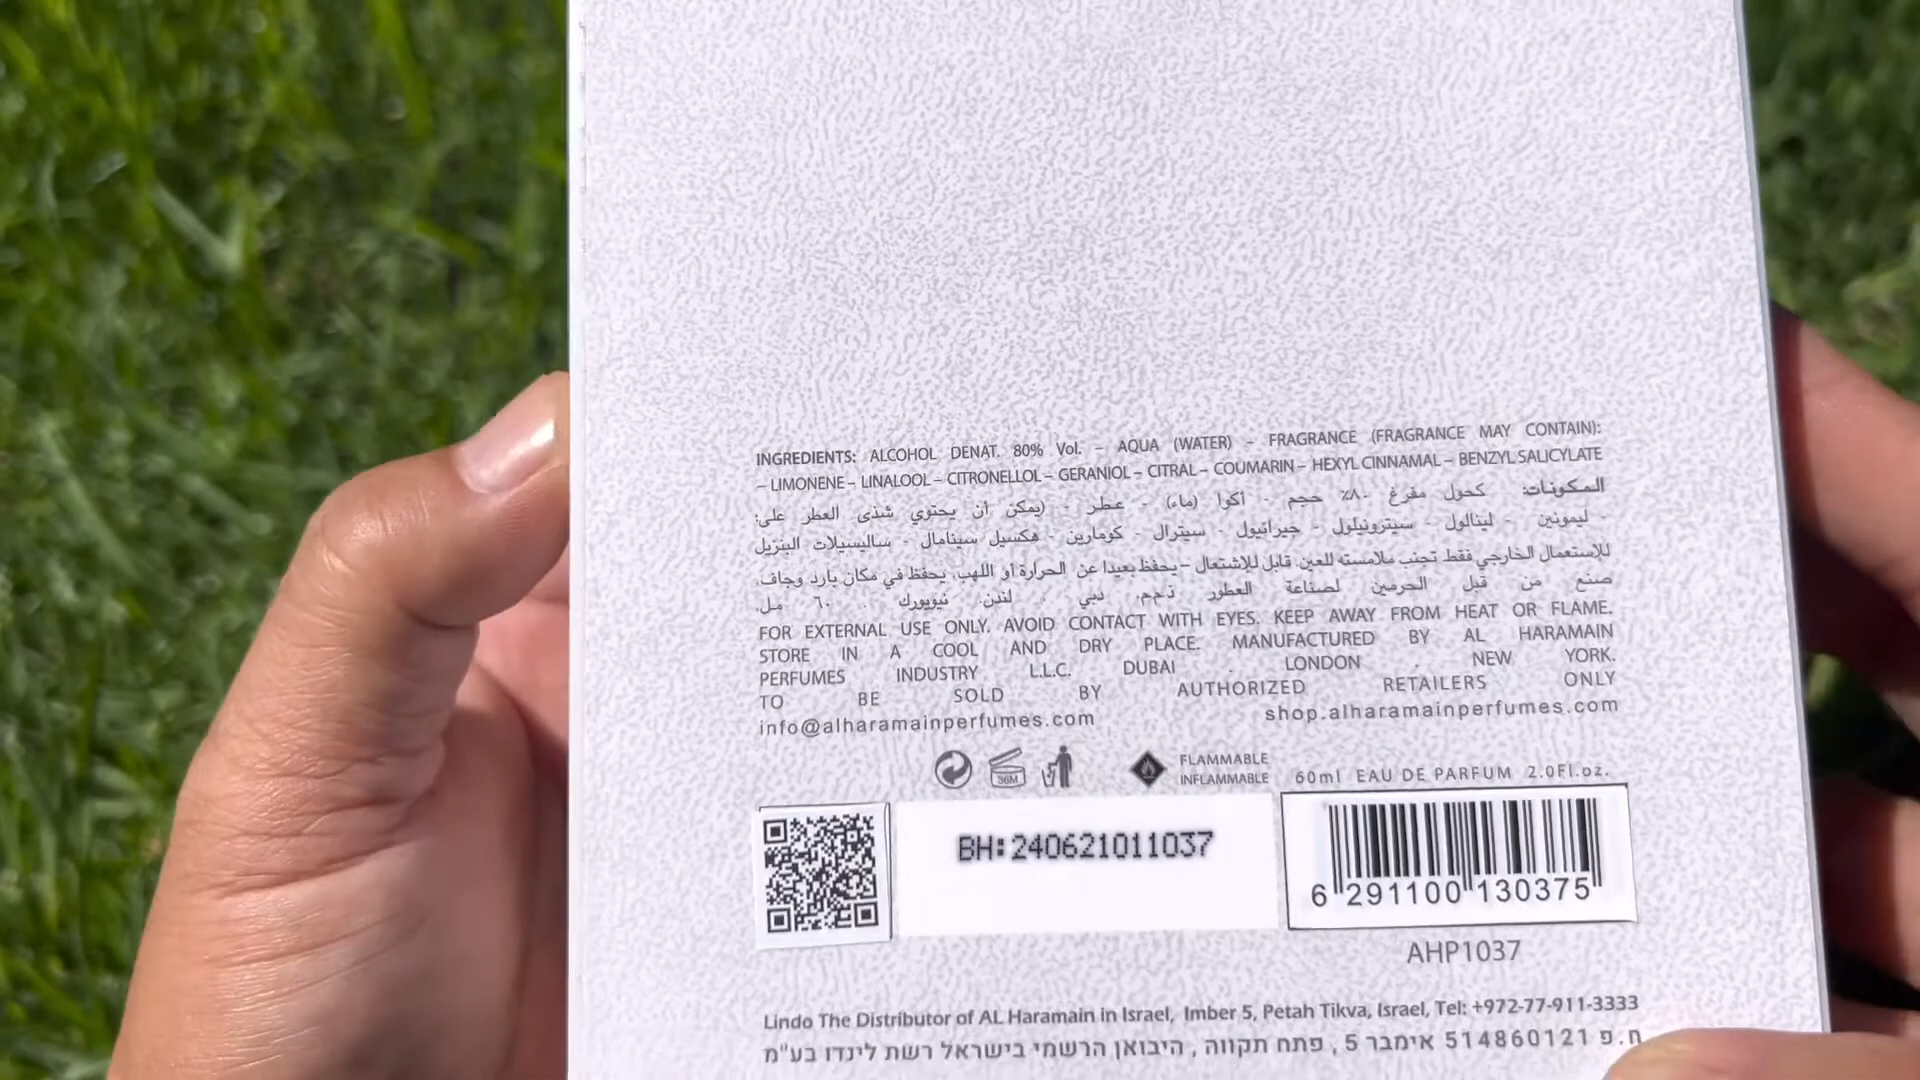 INGREDIENTS: ALCOHOL DENAT. 80% Vol. – AQUA (WATER) – FRAGRANCE (FRAGRANCE MAY CONTAIN):
– LIMONENE – LINALOOL – CITRONELLOL – GERANIOL – CITRAL – COUMARIN – HEXYL CINNAMAL – BENZYL SALICYLATE
المكونات: كحول مفرغ ٨٠٪ حجم - أكوا (ماء) - عطر - (يمكن أن يحتوي شذى العطر على:
- ليمونين - لينالول - سيترونيلول - جيرانيول - سيترال - كومارين - هكسيل سينامال - ساليسيلات البنزيل
للإستعمال الخارجي فقط تجنب ملامسته للعين. قابل للإشتعال – يحفظ بعيدا عن الحرارة أو اللهب. يحفظ في مكان بارد وجاف.
صنع من قبل الحرمين لصناعة العطور ذ.م.م. دبي . لندن. نيويورك . ٦٠ مل.
FOR EXTERNAL USE ONLY. AVOID CONTACT WITH EYES. KEEP AWAY FROM HEAT OR FLAME.
STORE IN A COOL AND DRY PLACE. MANUFACTURED BY AL HARAMAIN
PERFUMES INDUSTRY L.L.C. DUBAI . LONDON . NEW YORK.
TO BE SOLD BY AUTHORIZED RETAILERS ONLY
info@alharamainperfumes.com shop.alharamainperfumes.com
36M
FLAMMABLE
INFLAMMABLE
60ml EAU DE PARFUM 2.0Fl.oz.
BH:240621011037
6 291100 130375
AHP1037
Lindo The Distributor of AL Haramain in Israel, Imber 5, Petah Tikva, Israel, Tel: +972-77-911-3333
ח.פ 514860121 אימבר 5 , פתח תקווה , היבואן הרשמי בישראל רשת לינדו בע"מ